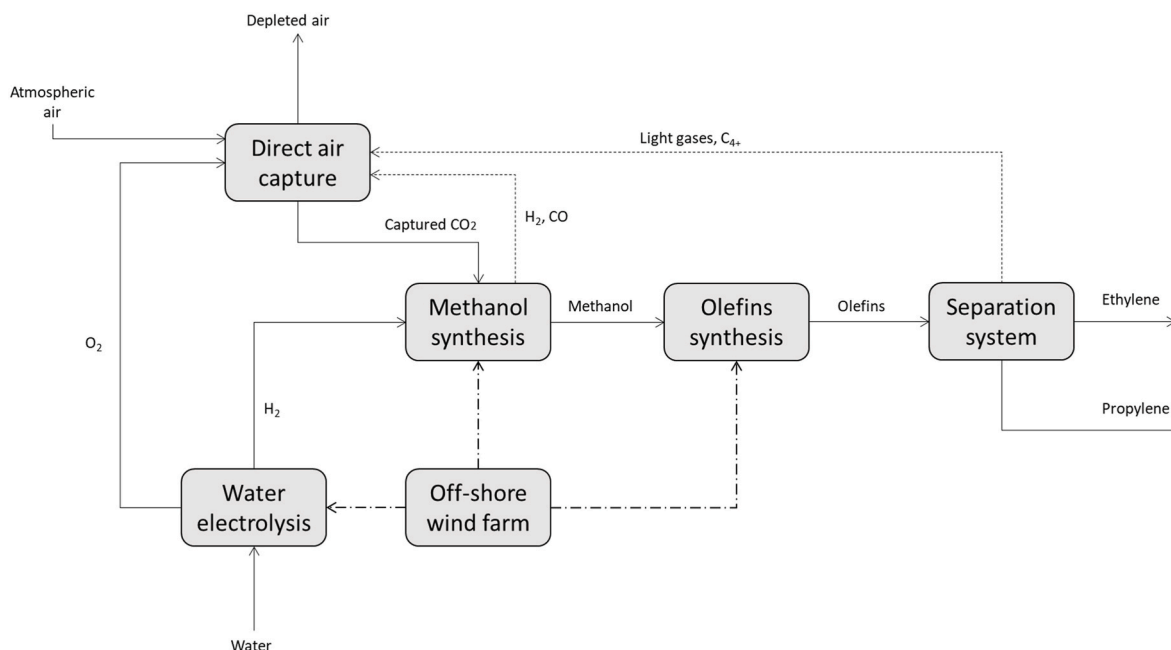 Depleted air
Atmospheric
air
Direct air
capture
Light gases, C₄₊
H₂, CO
Captured CO2
Methanol
synthesis
Methanol
Olefins
synthesis
Olefins
Separation
system
Ethylene
Propylene
O₂
H₂
Water
electrolysis
Off-shore
wind farm
Water